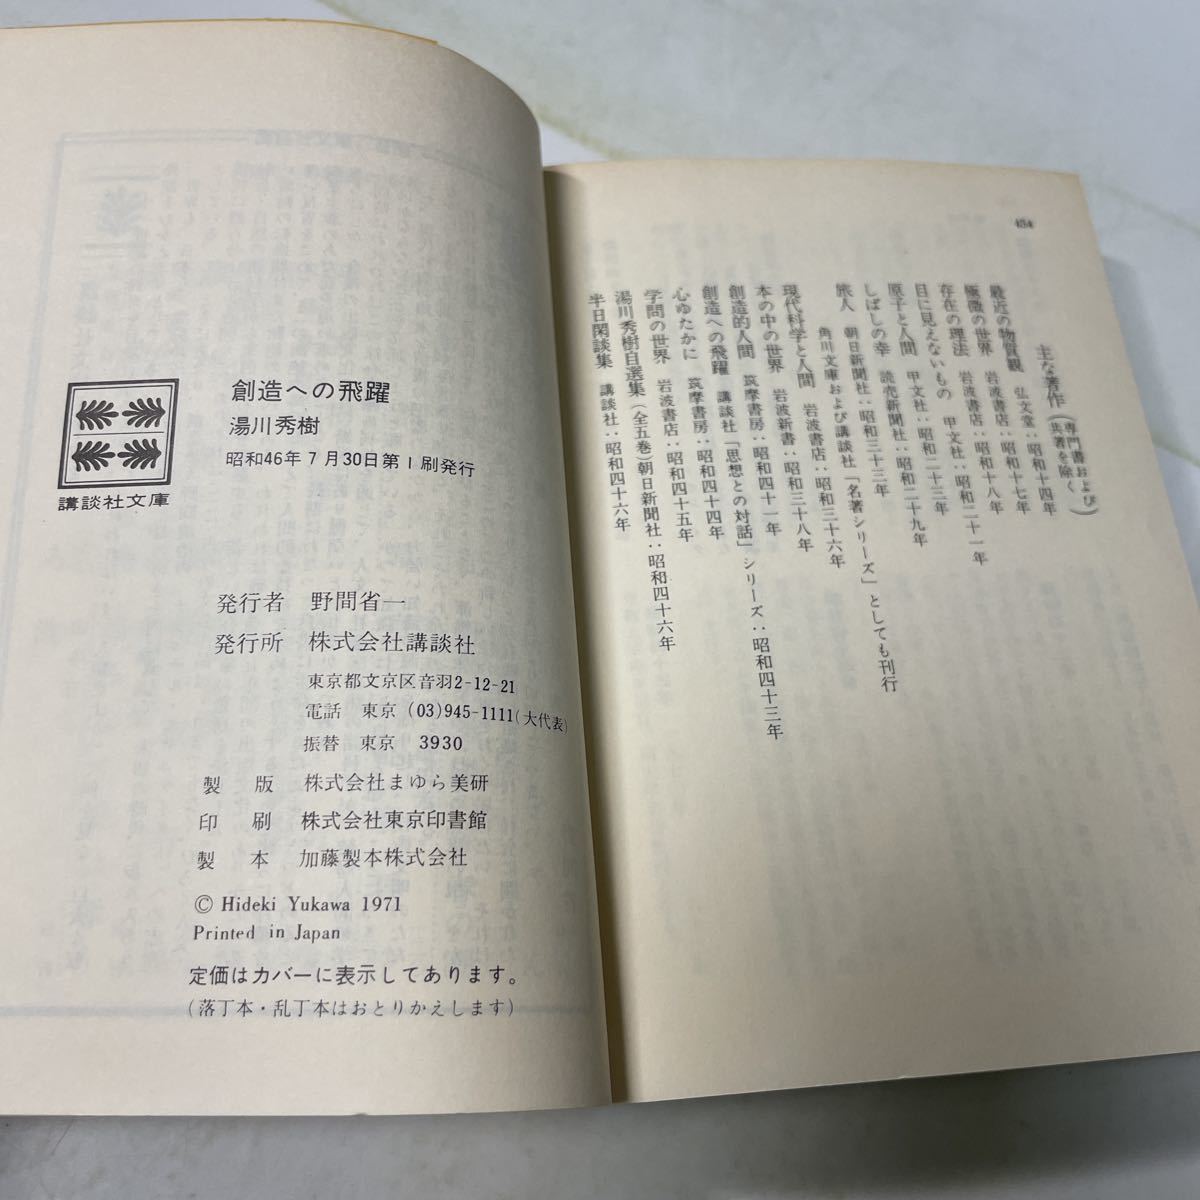 創造への飛躍
湯川秀樹
昭和46年7月30日第1刷発行
講談社文庫
発行者 野間省一
発行所 株式会社講談社
東京都文京区音羽2-12-21
電話 東京 (03)945-1111(大代表)
振替 東京 3930
製版 株式会社まゆら美研
印刷 株式会社東京印書館
製本 加藤製本株式会社
© Hideki Yukawa 1971
Printed in Japan
定価はカバーに表示してあります。
(落丁本・乱丁本はおとりかえします)
484
主な著作(専門書および共著を除く)
最近の物質観 弘文堂:昭和十四年
極微の世界 岩波書店:昭和十七年
存在の理法 岩波書店:昭和十八年
目に見えないもの 甲文社:昭和二十一年
原子と人間 甲文社:昭和二十三年
しばしの幸 読売新聞社:昭和二十九年
旅人 朝日新聞社:昭和三十三年
角川文庫および講談社「名著シリーズ」としても刊行
現代科学と人間 岩波書店:昭和三十六年
本の中の世界 岩波新書:昭和三十八年
創造的人間 筑摩書房:昭和四十一年
創造への飛躍 講談社「思想との対話」シリーズ:昭和四十三年
心ゆたかに 筑摩書房:昭和四十四年
学問の世界 岩波書店:昭和四十五年
湯川秀樹自選集(全五巻)朝日新聞社:昭和四十六年
半日閑談集 講談社:昭和四十六年